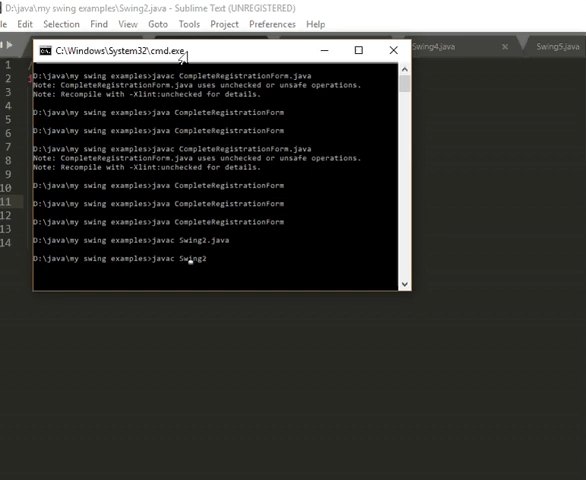 D:\java\my swing examples\Swing2.java - Sublime Text (UNREGISTERED)
Edit Selection Find View Goto Tools Project Preferences Help
C:\Windows\System32\cmd.exe
Swing4.java
Swing5.java
1
2
3
4
5
6
7
8
9
10
11
12
13
14
D:\java\my swing examples>javac CompleteRegistrationForm.java
Note: CompleteRegistrationForm.java uses unchecked or unsafe operations.
Note: Recompile with -Xlint:unchecked for details.
D:\java\my swing examples>java CompleteRegistrationForm
D:\java\my swing examples>java CompleteRegistrationForm
D:\java\my swing examples>javac CompleteRegistrationForm.java
Note: CompleteRegistrationForm.java uses unchecked or unsafe operations.
Note: Recompile with -Xlint:unchecked for details.
D:\java\my swing examples>java CompleteRegistrationForm
D:\java\my swing examples>java CompleteRegistrationForm
D:\java\my swing examples>java CompleteRegistrationForm
D:\java\my swing examples>javac Swing2.java
D:\java\my swing examples>javac Swing2